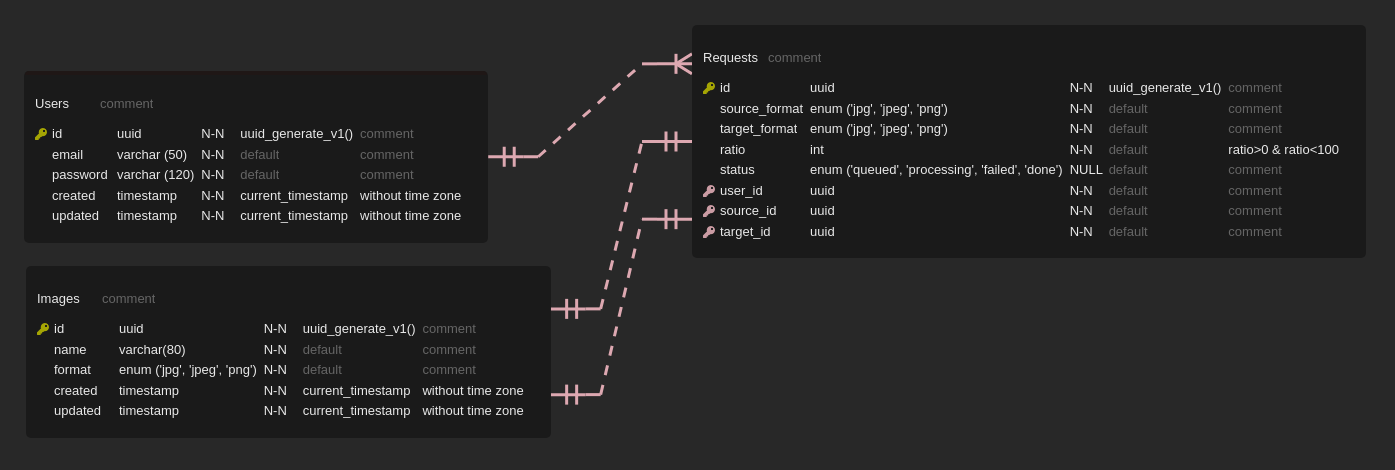 Users comment
id uuid N-N uuid_generate_v1() comment
email varchar (50) N-N default comment
password varchar (120) N-N default comment
created timestamp N-N current_timestamp without time zone
updated timestamp N-N current_timestamp without time zone
Images comment
id uuid N-N uuid_generate_v1() comment
name varchar(80) N-N default comment
format enum ('jpg', 'jpeg', 'png') N-N default comment
created timestamp N-N current_timestamp without time zone
updated timestamp N-N current_timestamp without time zone
Requests comment
id uuid N-N uuid_generate_v1() comment
source_format enum ('jpg', 'jpeg', 'png') N-N default comment
target_format enum ('jpg', 'jpeg', 'png') N-N default comment
ratio int N-N default ratio>0 & ratio<100
status enum ('queued', 'processing', 'failed', 'done') NULL default comment
user_id uuid N-N default comment
source_id uuid N-N default comment
target_id uuid N-N default comment